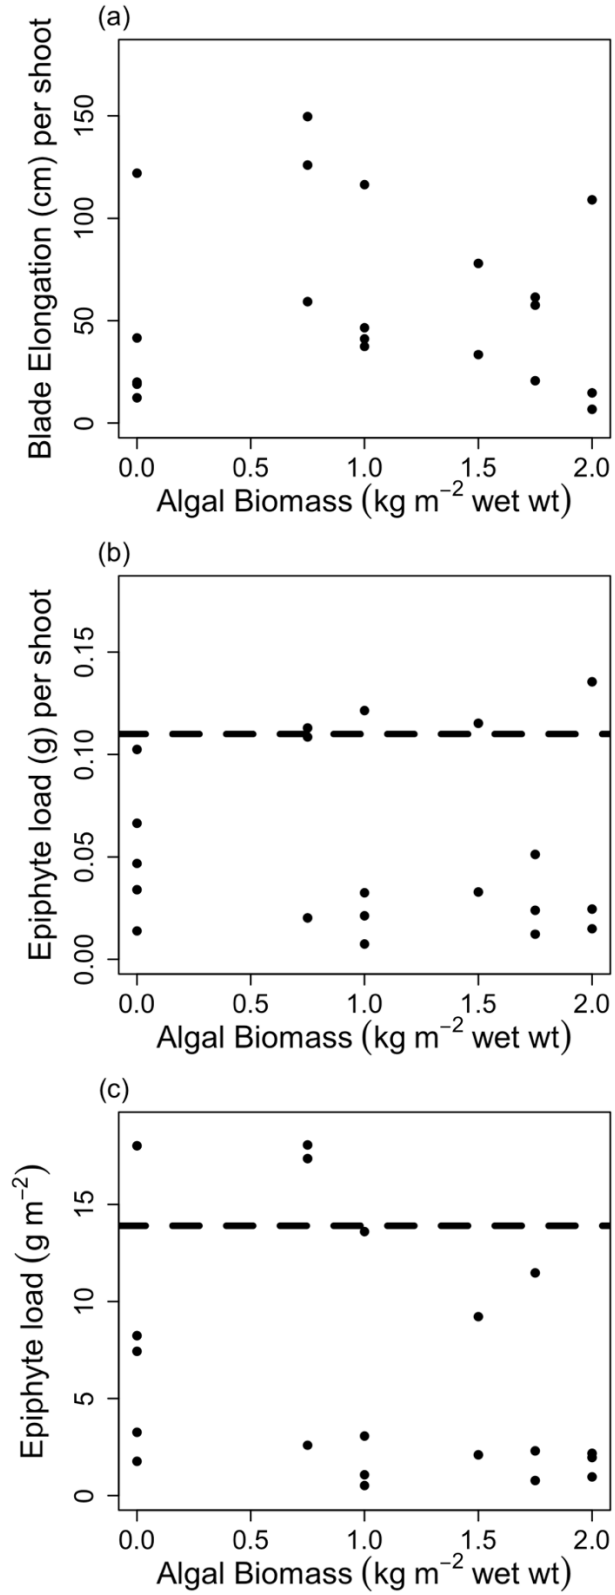 (a)
Blade Elongation (cm) per shoot
150
100
50
0
0.0 0.5 1.0 1.5 2.0
Algal Biomass (kg m⁻² wet wt)
(b)
Epiphyte load (g) per shoot
0.15
0.10
0.05
0.00
0.0 0.5 1.0 1.5 2.0
Algal Biomass (kg m⁻² wet wt)
(c)
Epiphyte load (g m⁻²)
15
10
5
0
0.0 0.5 1.0 1.5 2.0
Algal Biomass (kg m⁻² wet wt)